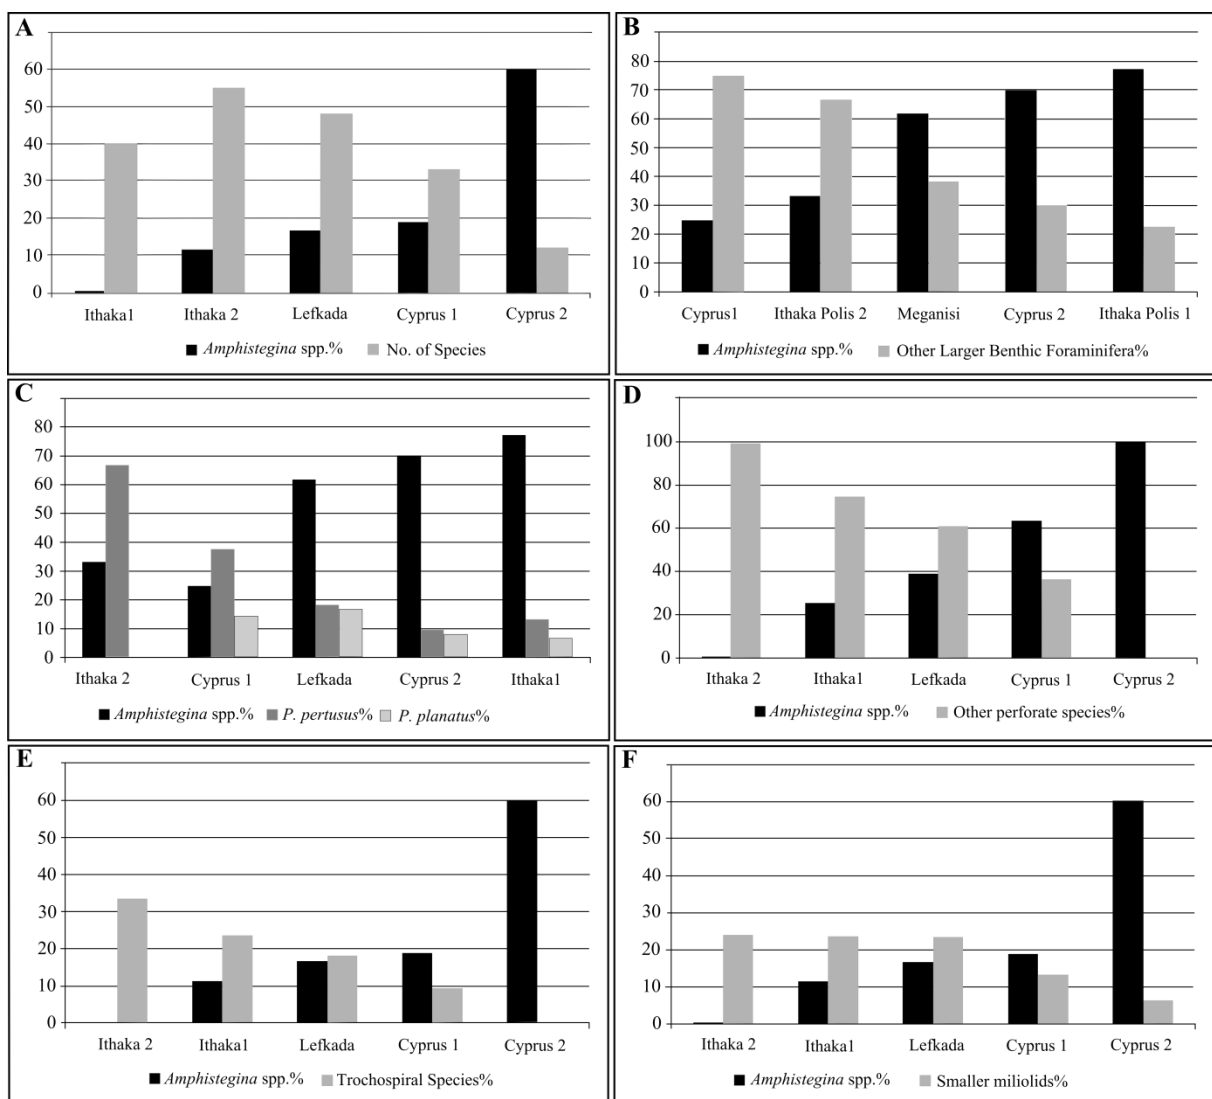 A
60
50
40
30
20
10
0
Ithaka1 Ithaka 2 Lefkada Cyprus 1 Cyprus 2
Amphistegina spp.% No. of Species
B
80
70
60
50
40
30
20
10
0
Cyprus1 Ithaka Polis 2 Meganisi Cyprus 2 Ithaka Polis 1
Amphistegina spp.% Other Larger Benthic Foraminifera%
C
80
70
60
50
40
30
20
10
0
Ithaka 2 Cyprus 1 Lefkada Cyprus 2 Ithaka1
Amphistegina spp.% P. pertusus% P. planatus%
D
100
80
60
40
20
0
Ithaka 2 Ithaka1 Lefkada Cyprus 1 Cyprus 2
Amphistegina spp.% Other perforate species%
E
60
50
40
30
20
10
0
Ithaka 2 Ithaka1 Lefkada Cyprus 1 Cyprus 2
Amphistegina spp.% Trochospiral Species%
F
60
50
40
30
20
10
0
Ithaka 2 Ithaka1 Lefkada Cyprus 1 Cyprus 2
Amphistegina spp.% Smaller miliolids%